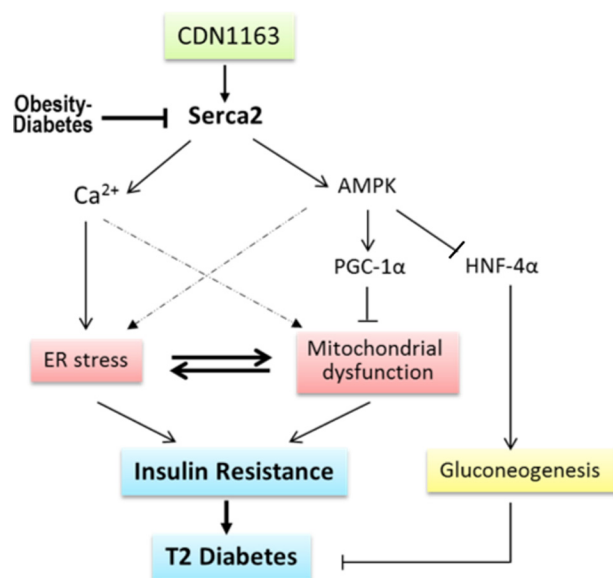 CDN1163
Obesity-
Diabetes
Serca2
Ca²⁺
AMPK
PGC-1α
HNF-4α
ER stress
Mitochondrial
dysfunction
Insulin Resistance
Gluconeogenesis
T2 Diabetes